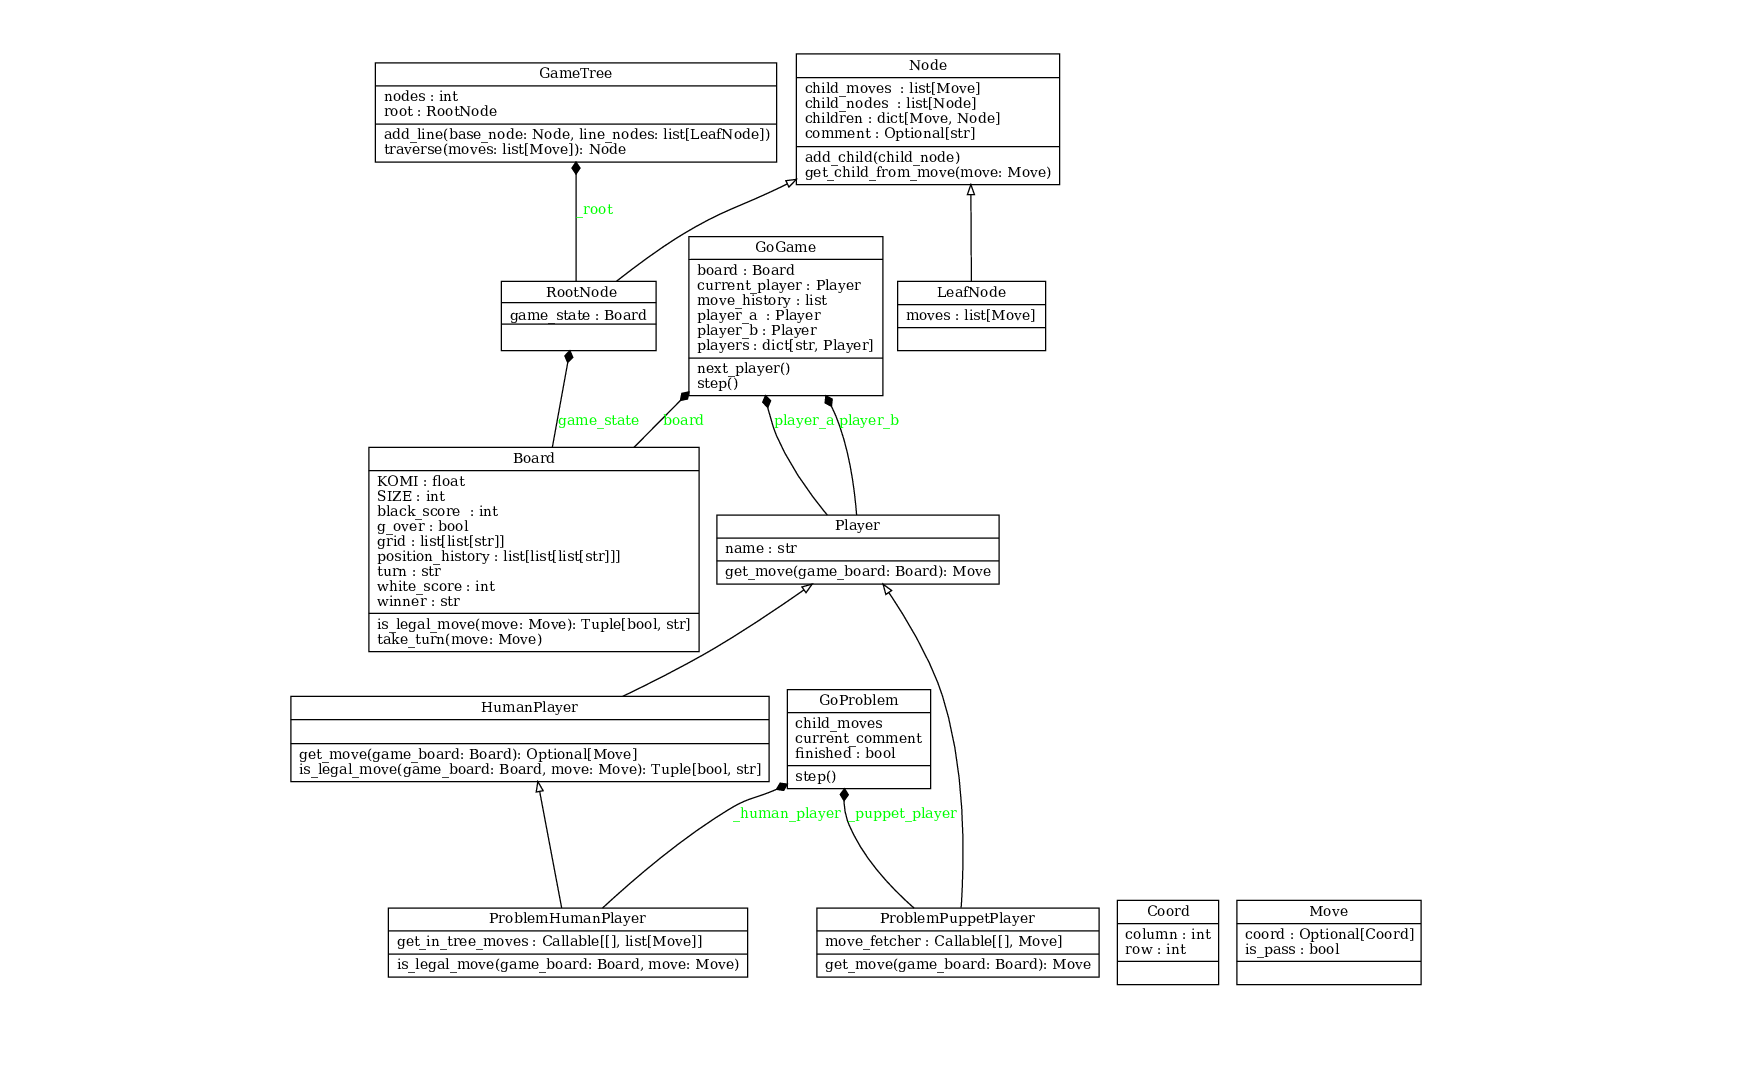 GameTree
nodes : int
root : RootNode
add_line(base_node: Node, line_nodes: list[LeafNode])
traverse(moves: list[Move]): Node
Node
child_moves : list[Move]
child_nodes : list[Node]
children : dict[Move, Node]
comment : Optional[str]
add_child(child_node)
get_child_from_move(move: Move)
_root
GoGame
board : Board
current_player : Player
move_history : list
player_a : Player
player_b : Player
players : dict[str, Player]
next_player()
step()
RootNode
game_state : Board
LeafNode
moves : list[Move]
game_state
board
player_a
player_b
Board
KOMI : float
SIZE : int
black_score : int
g_over : bool
grid : list[list[str]]
position_history : list[list[list[str]]]
turn : str
white_score : int
winner : str
is_legal_move(move: Move): Tuple[bool, str]
take_turn(move: Move)
Player
name : str
get_move(game_board: Board): Move
HumanPlayer
get_move(game_board: Board): Optional[Move]
is_legal_move(game_board: Board, move: Move): Tuple[bool, str]
GoProblem
child_moves
current_comment
finished : bool
step()
_human_player
_puppet_player
ProblemHumanPlayer
get_in_tree_moves : Callable[[], list[Move]]
is_legal_move(game_board: Board, move: Move)
ProblemPuppetPlayer
move_fetcher : Callable[[], Move]
get_move(game_board: Board): Move
Coord
column : int
row : int
Move
coord : Optional[Coord]
is_pass : bool